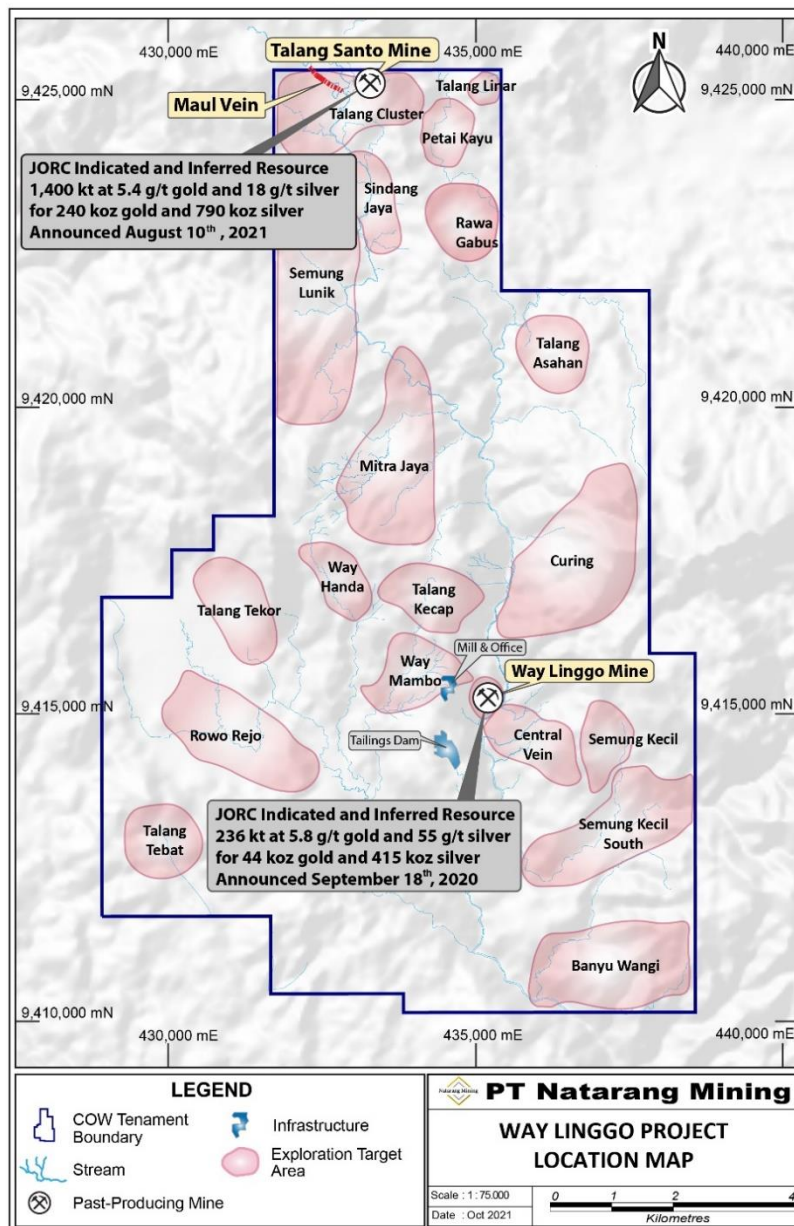 430,000 mE
435,000 mE
440,000 mE
N
Talang Santo Mine
9,425,000 mN
9,425,000 mN
Talang Linar
Maul Vein
Talang Cluster
Petai Kayu
JORC Indicated and Inferred Resource
1,400 kt at 5.4 g/t gold and 18 g/t silver
for 240 koz gold and 790 koz silver
Announced August 10th , 2021
Sindang
Jaya
Rawa
Gabus
Semung
Lunik
Talang
Asahan
9,420,000 mN
9,420,000 mN
Mitra Jaya
Curing
Way
Handa
Talang
Kecap
Talang Tekor
Mill & Office
Way
Mambo
Way Linggo Mine
9,415,000 mN
9,415,000 mN
Rowo Rejo
Tailings Dam
Central
Vein
Semung Kecil
JORC Indicated and Inferred Resource
236 kt at 5.8 g/t gold and 55 g/t silver
for 44 koz gold and 415 koz silver
Announced September 18th, 2020
Semung Kecil
South
Talang
Tebat
Banyu Wangi
9,410,000 mN
9,410,000 mN
430,000 mE
435,000 mE
440,000 mE
LEGEND
COW Tenament
Boundary
Infrastructure
Stream
Exploration Target
Area
Past-Producing Mine
Natarang Mining
PT Natarang Mining
WAY LINGGO PROJECT
LOCATION MAP
Scale : 1 : 75.000
Date : Oct 2021
0 1 2 4
Kilometres